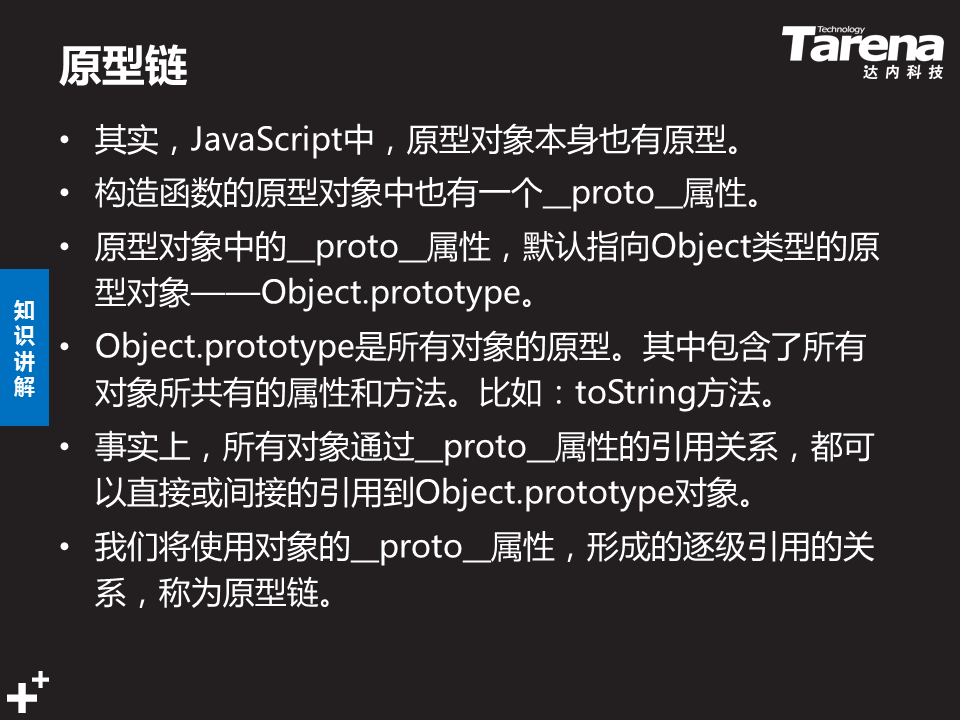 原型链
Technology
Tarena
达内科技
• 其实，JavaScript中，原型对象本身也有原型。
• 构造函数的原型对象中也有一个__proto__属性。
• 原型对象中的__proto__属性，默认指向Object类型的原
型对象——Object.prototype。
• Object.prototype是所有对象的原型。其中包含了所有
对象所共有的属性和方法。比如：toString方法。
• 事实上，所有对象通过__proto__属性的引用关系，都可
以直接或间接的引用到Object.prototype对象。
• 我们将使用对象的__proto__属性，形成的逐级引用的关
系，称为原型链。
知
识
讲
解